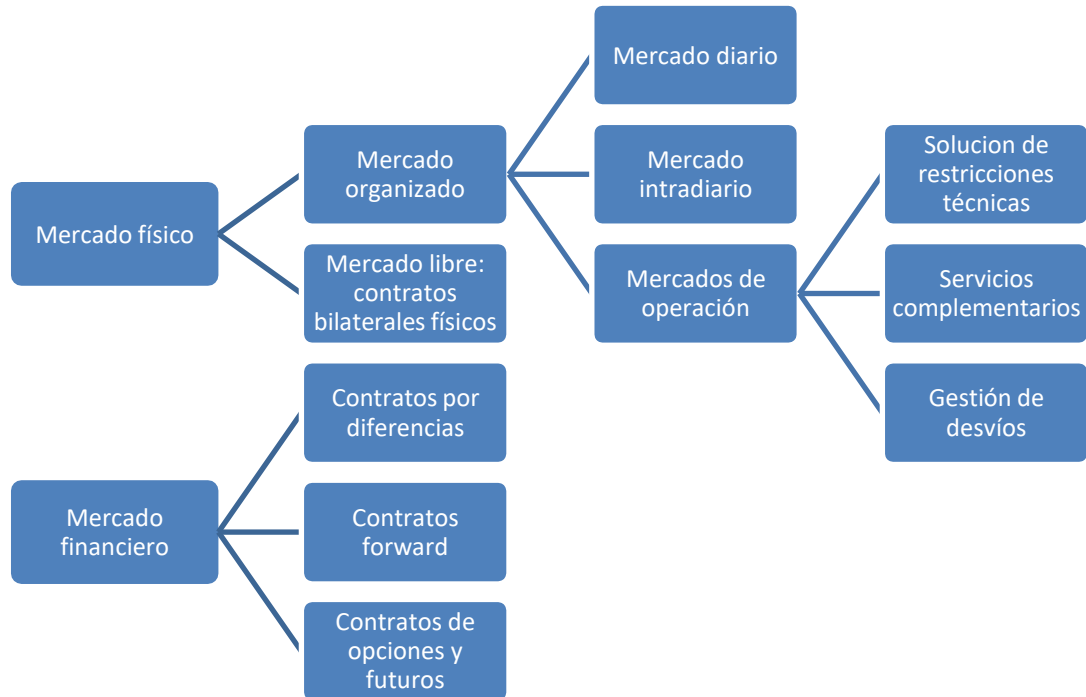 Mercado físico
Mercado
organizado
Mercado libre:
contratos
bilaterales físicos
Mercado diario
Mercado
intradiario
Mercados de
operación
Solucion de
restricciones
técnicas
Servicios
complementarios
Gestión de
desvíos
Mercado
financiero
Contratos por
diferencias
Contratos
forward
Contratos de
opciones y
futuros